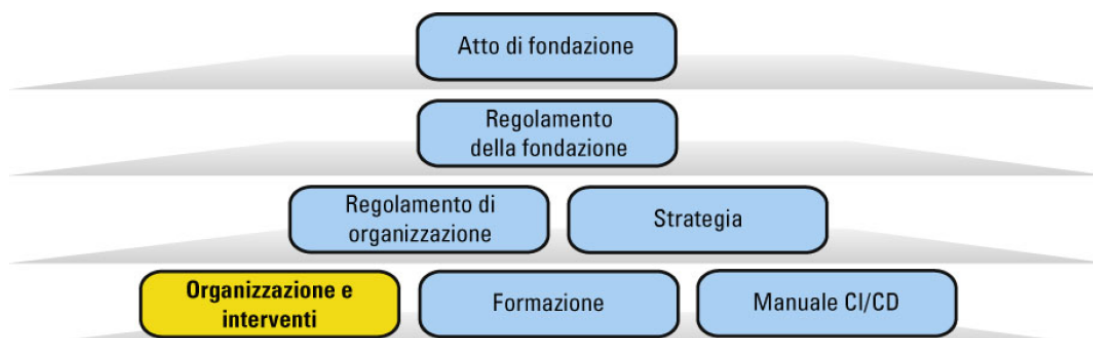 Atto di fondazione
Regolamento
della fondazione
Regolamento di
organizzazione
Strategia
Organizzazione e
interventi
Formazione
Manuale CI/CD